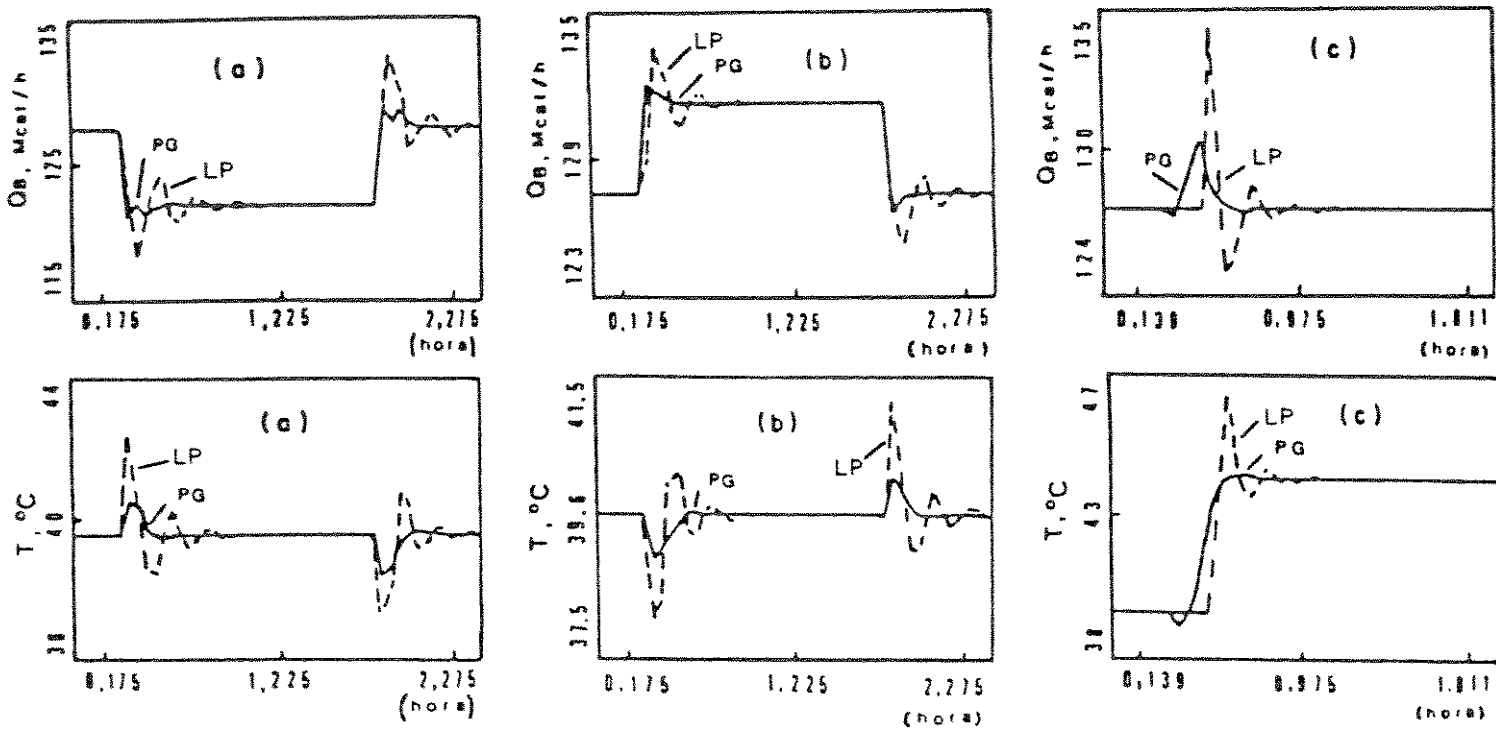 135
125
115
QB, Mcal/h
(a)
PG
LP
0,175
1,225
2,275
(hora)
135
129
123
QB, Mcal/h
(b)
LP
PG
0,175
1,225
2,275
(hora)
135
130
124
QB, Mcal/h
(c)
PG
LP
0,139
0,975
1,811
(hora)
44
40
38
T, °C
(a)
LP
PG
0,175
1,225
2,275
(hora)
41,5
39,6
37,5
T, °C
(b)
PG
LP
0,175
1,225
2,275
(hora)
47
43
38
T, °C
(c)
LP
PG
0,139
0,975
1,811
(hora)